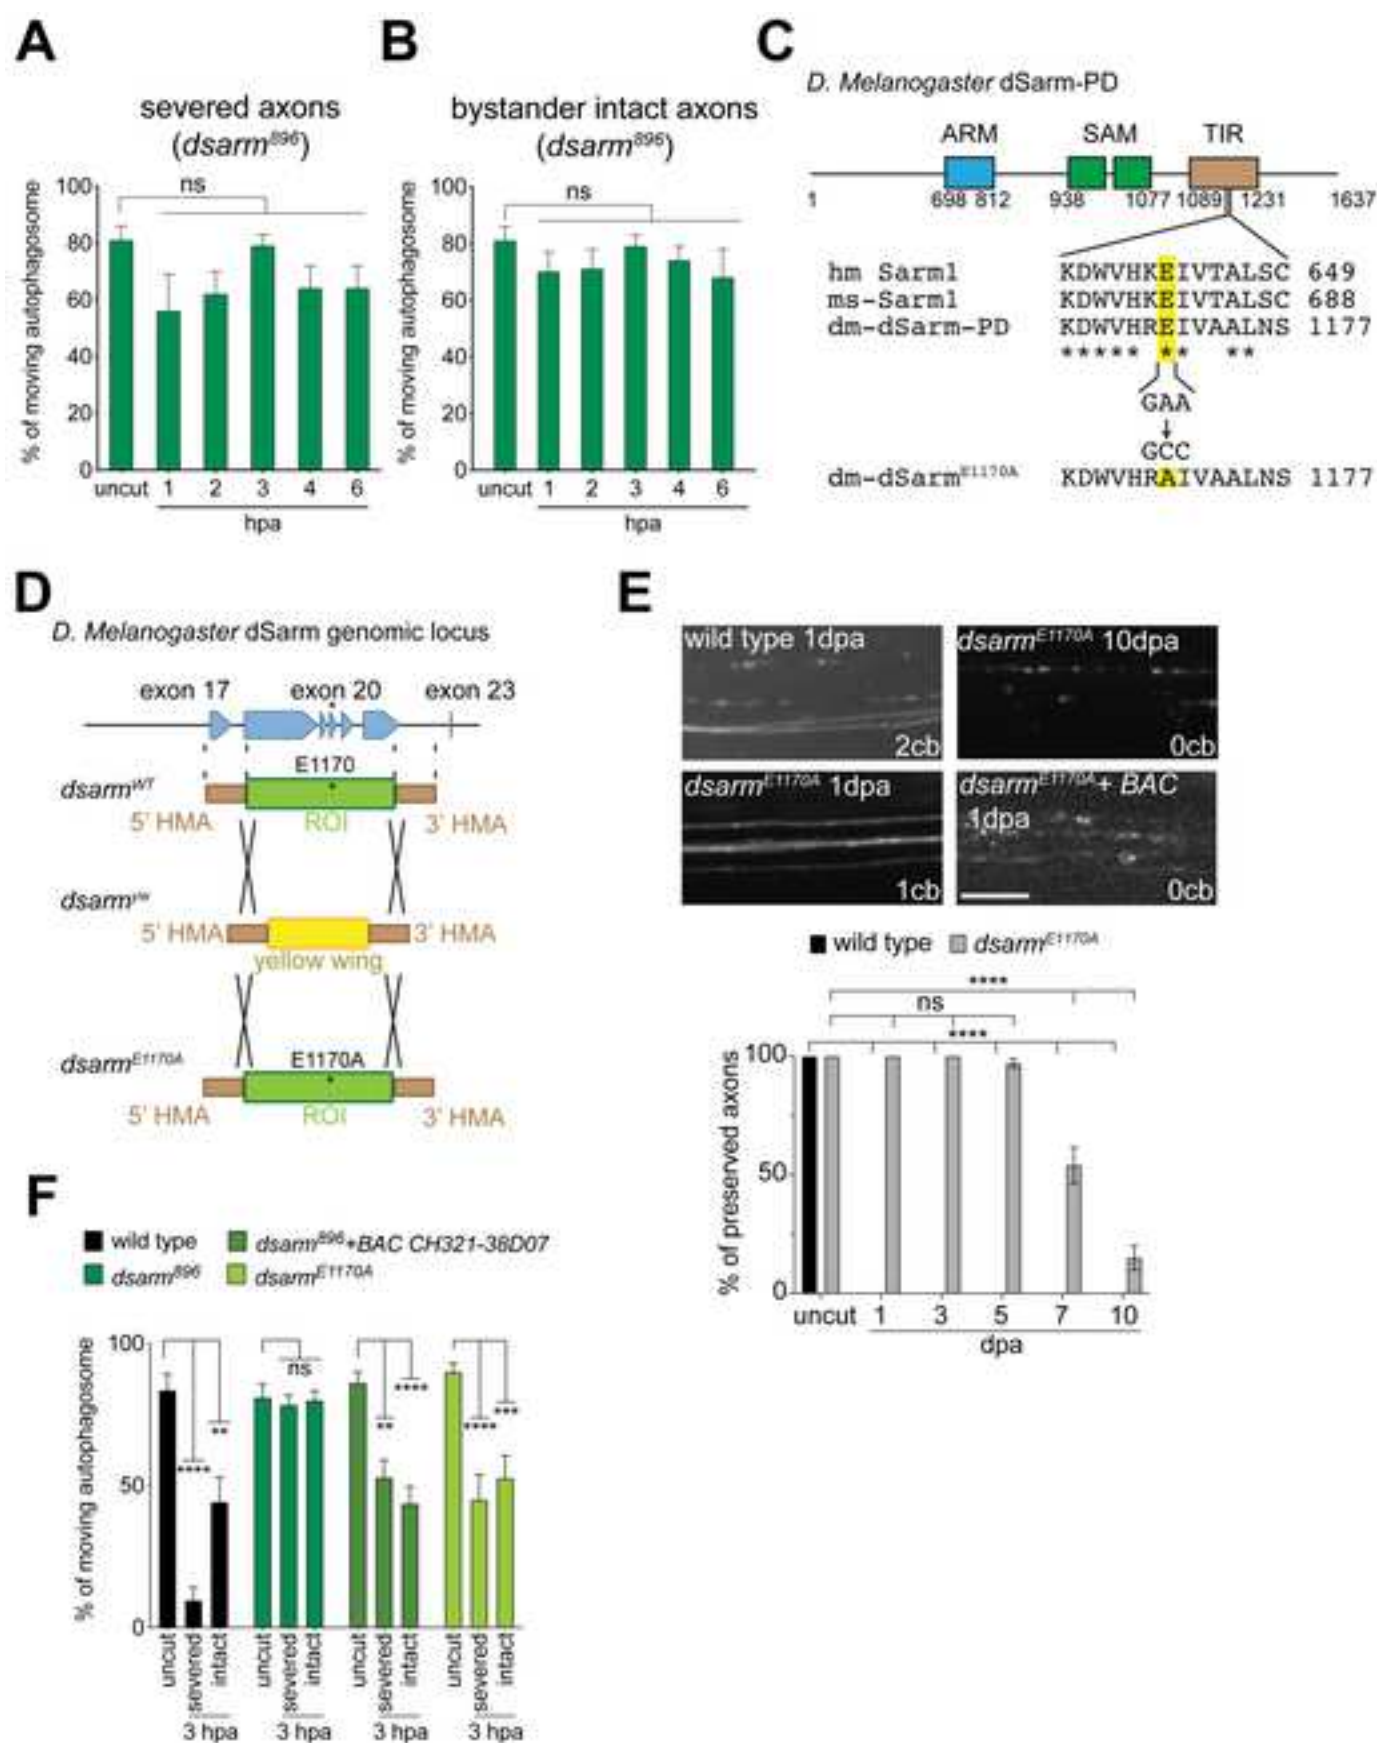 A
severed axons
(dsarm896)
% of moving autophagosome
100
80
60
40
20
0
ns
uncut 1 2 3 4 6
hpa
B
bystander intact axons
(dsarm896)
% of moving autophagosome
100
80
60
40
20
0
ns
uncut 1 2 3 4 6
hpa
C
D. Melanogaster dSarm-PD
ARM SAM TIR
1 698 812 938 1077 1089 1231 1637
hm Sarm1 KDWVHKEIVTALSC 649
ms-Sarm1 KDWVHKEIVTALSC 688
dm-dSarm-PD KDWVHREIVAALNS 1177
***** ** **
GAA
↓
GCC
dm-dSarmE1170A KDWVHRAIVAALNS 1177
D
D. Melanogaster dSarm genomic locus
exon 17 exon 20 exon 23
*
E1170
dsarmWT
*
5' HMA ROI 3' HMA
dsarmyw
5' HMA 3' HMA
yellow wing
dsarmE1170A
E1170A
*
5' HMA ROI 3' HMA
E
wild type 1dpa
2cb
dsarmE1170A 10dpa
0cb
dsarmE1170A 1dpa
1cb
dsarmE1170A + BAC
1dpa
0cb
wild type dsarmE1170A
****
ns
****
% of preserved axons
100
50
0
uncut 1 3 5 7 10
dpa
F
wild type dsarm896+BAC CH321-38D07
dsarm896 dsarmE1170A
% of moving autophagosome
100
50
0
**** **
ns
** ****
**** ***
uncut severed intact uncut severed intact uncut severed intact uncut severed intact
3 hpa 3 hpa 3 hpa 3 hpa